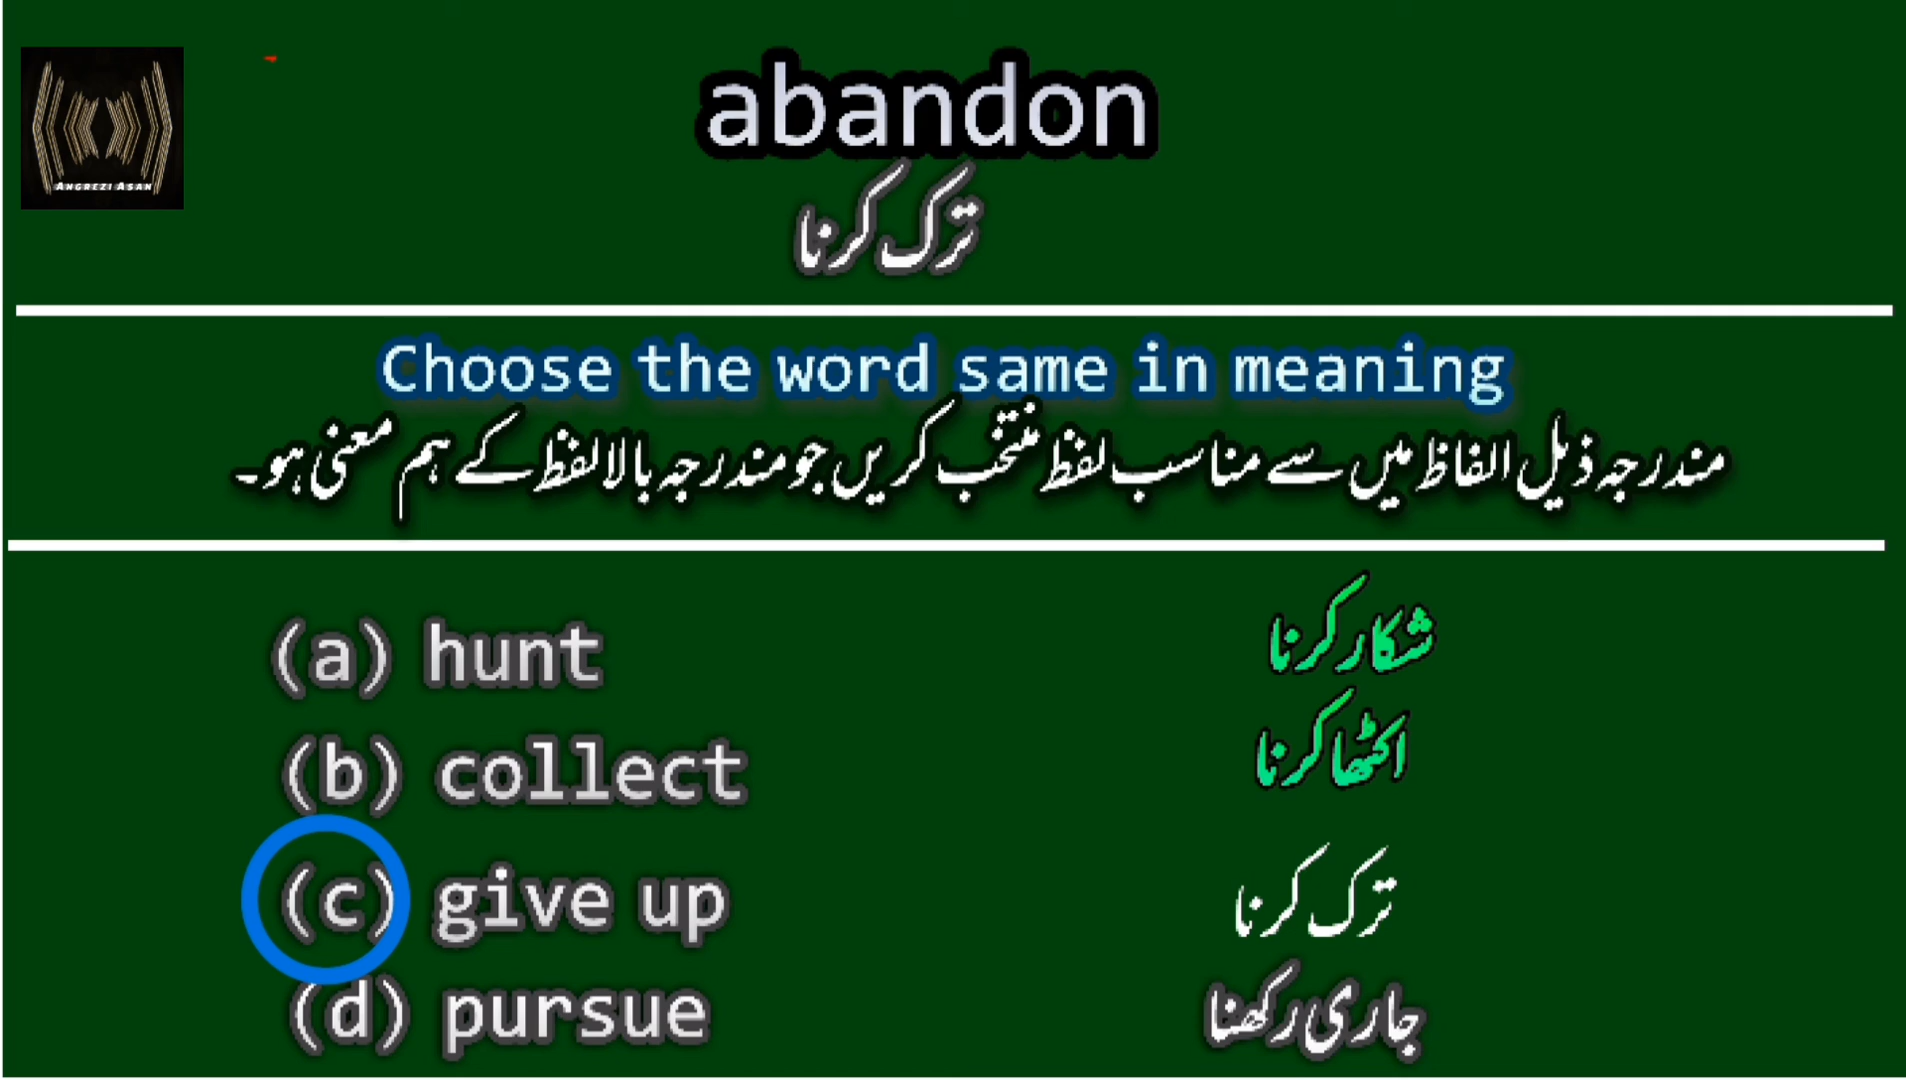 ANGREZI ASAN
abandon
ترک کرنا
Choose the word same in meaning
مندرجہ ذیل الفاظ میں سے مناسب لفظ منتخب کریں جو مندرجہ بالا لفظ کے ہم معنی ہو۔
(a) hunt شکار کرنا
(b) collect اکٹھا کرنا
(c) give up ترک کرنا
(d) pursue جاری رکھنا